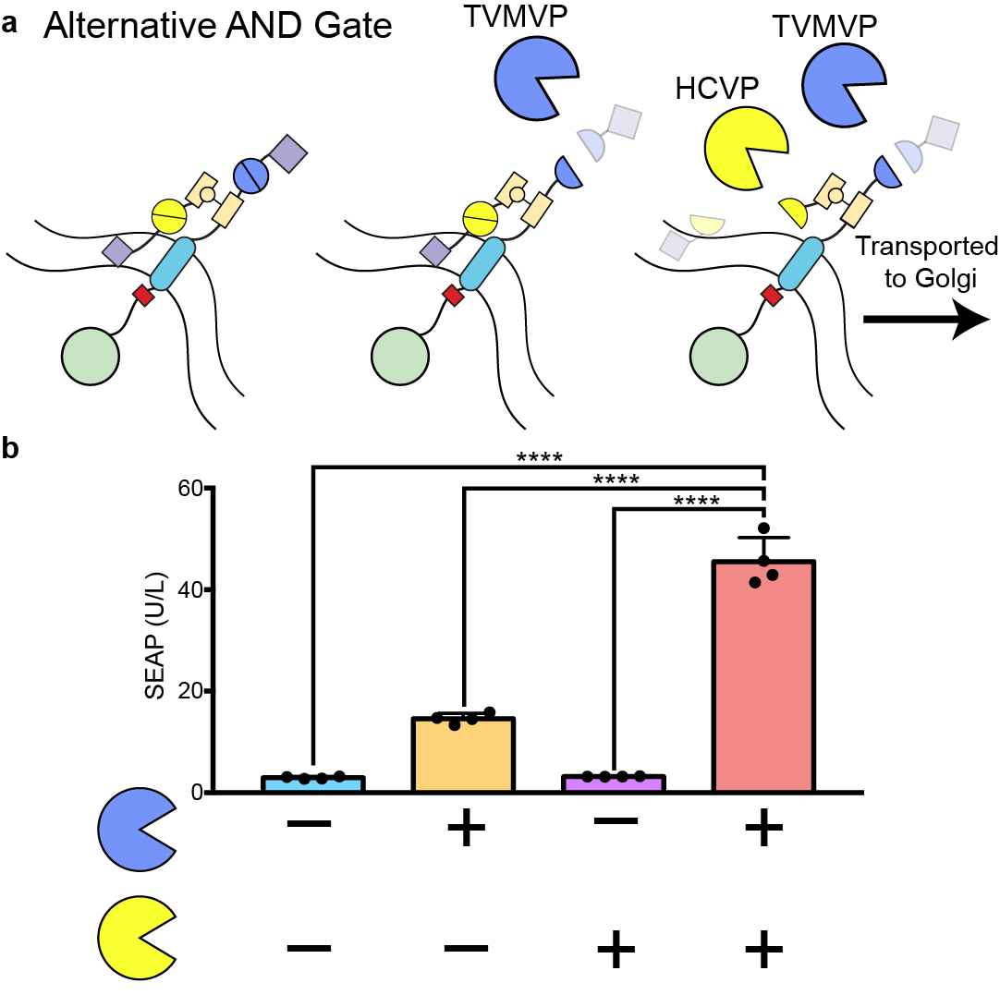 a Alternative AND Gate
TVMVP
TVMVP
HCVP
Transported
to Golgi
b
****
****
****
60
40
20
0
SEAP (U/L)
— + — +
— — + +